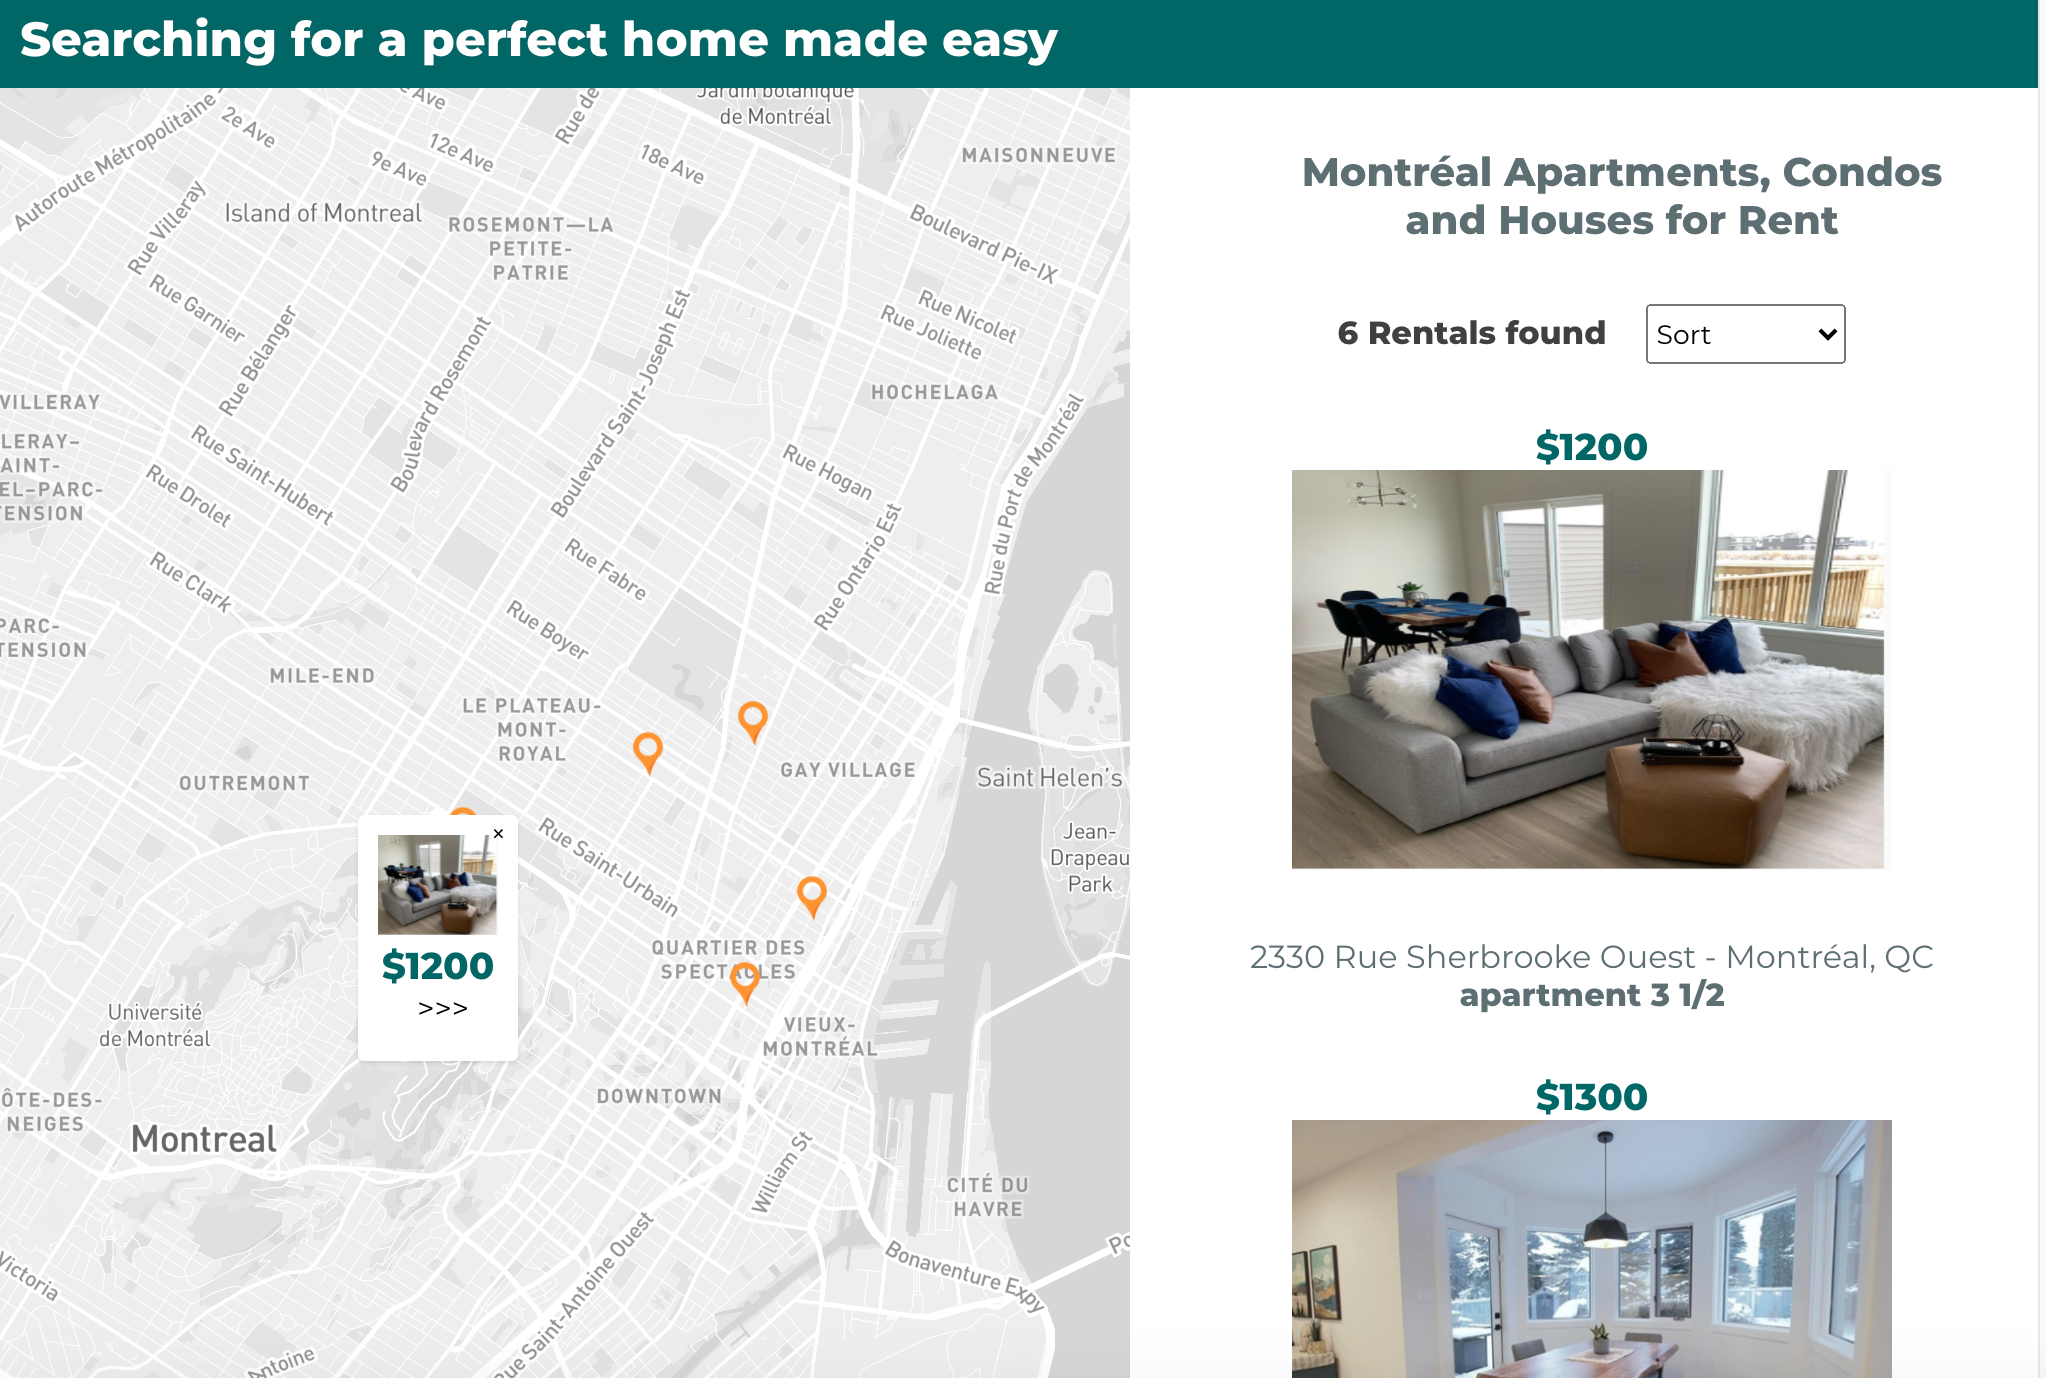 Searching for a perfect home made easy
Jardin botanique
de Montréal
Ave
2e Ave
12e Ave
9e Ave
18e Ave
Rue de
MAISONNEUVE
Autoroute Métropolitaine
Rue Villeray
Island of Montreal
ROSEMONT—LA
PETITE-
PATRIE
Boulevard Pie-IX
Rue Garnier
Rue Bélanger
Boulevard Rosemont
Boulevard Saint-Joseph Est
Rue Nicolet
Rue Joliette
HOCHELAGA
VILLERAY
LERAY–
AINT-
EL–PARC-
TENSION
Rue Saint-Hubert
Rue Drolet
Rue Hogan
Rue du Port de Montréal
Rue Ontario Est
Rue Clark
Rue Fabre
Rue Boyer
PARC-
TENSION
MILE-END
LE PLATEAU-
MONT-
ROYAL
OUTREMONT
GAY VILLAGE
Saint Helen's
Jean-
Drapeau
Park
Rue Saint-Urbain
×
$1200
>>>
QUARTIER DES
SPECTACLES
Université
de Montréal
VIEUX-
MONTRÉAL
DOWNTOWN
ÔTE-DES-
NEIGES
Montreal
William St
CITÉ DU
HAVRE
Bonaventure Expy
Po
Rue Saint-Antoine Ouest
Victoria
Antoine
Montréal Apartments, Condos
and Houses for Rent
6 Rentals found
Sort
$1200
2330 Rue Sherbrooke Ouest - Montréal, QC
apartment 3 1/2
$1300